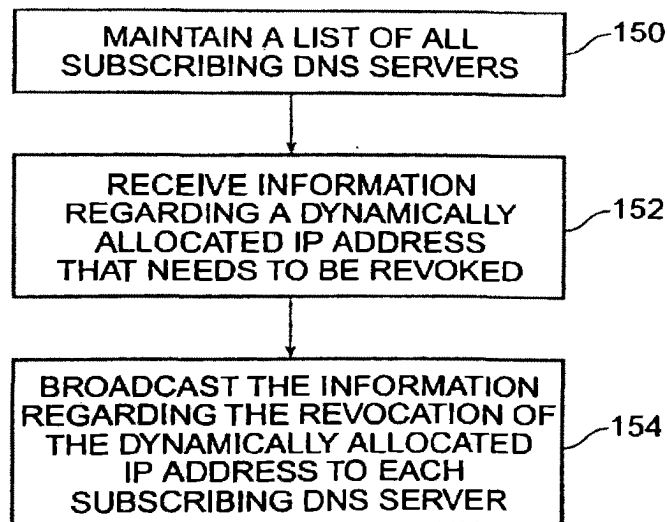 MAINTAIN A LIST OF ALL
SUBSCRIBING DNS SERVERS
150
RECEIVE INFORMATION
REGARDING A DYNAMICALLY
ALLOCATED IP ADDRESS
THAT NEEDS TO BE REVOKED
152
BROADCAST THE INFORMATION
REGARDING THE REVOCATION OF
THE DYNAMICALLY ALLOCATED
IP ADDRESS TO EACH
SUBSCRIBING DNS SERVER
154